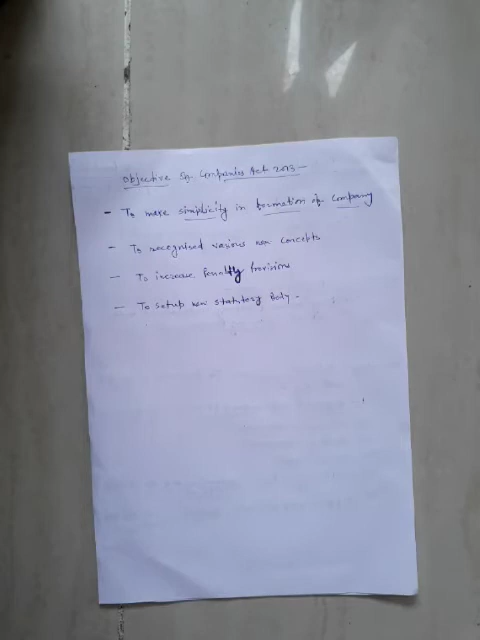 Objective of Companies Act 2013 -
- To make simplicity in formation of company
- To recognised various new concepts
- To increase penalty provisions
- To setup new statutory Body.